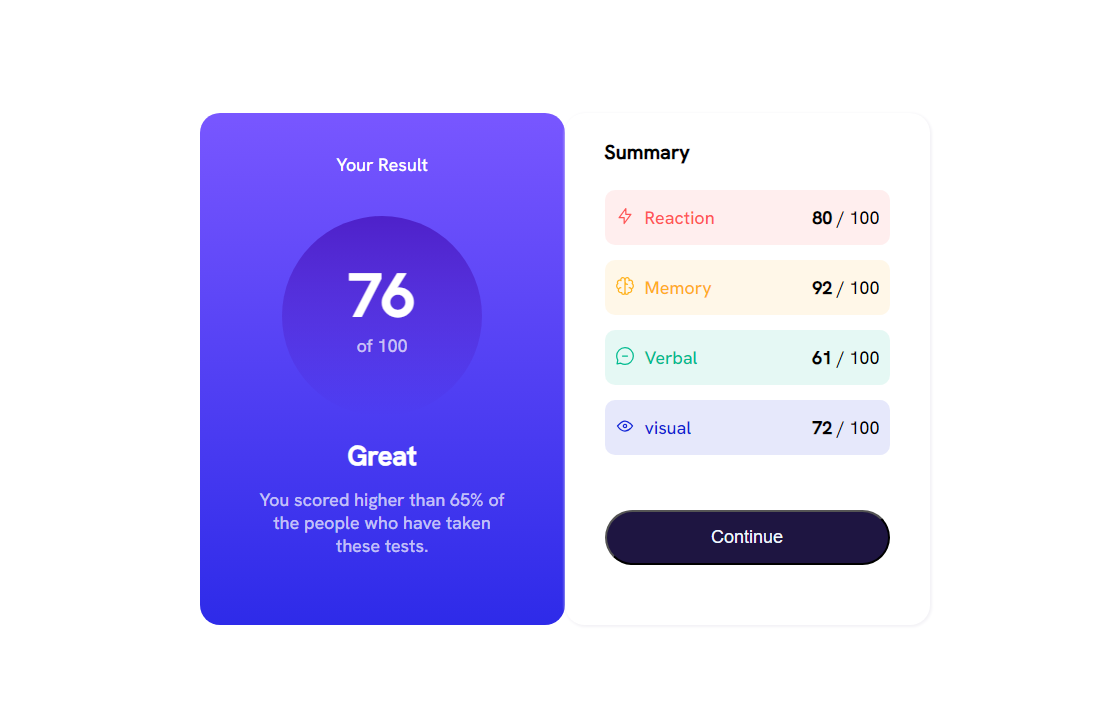 Your Result
76
of 100
Great
You scored higher than 65% of
the people who have taken
these tests.
Summary
Reaction 80 / 100
Memory 92 / 100
Verbal 61 / 100
visual 72 / 100
Continue